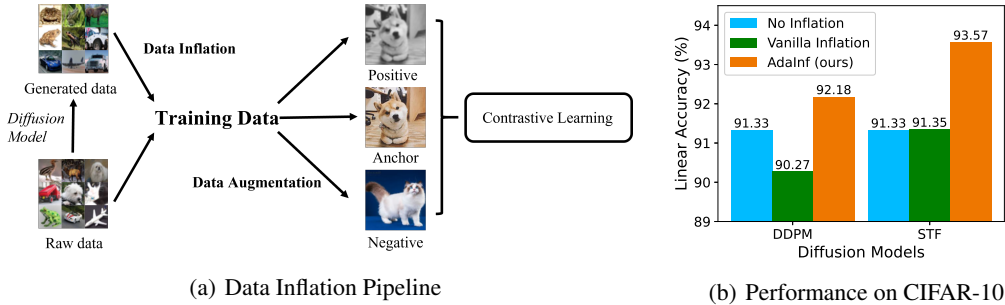 Generated data
Diffusion
Model
Raw data
Data Inflation
Training Data
Data Augmentation
Positive
Anchor
Negative
Contrastive Learning
(a) Data Inflation Pipeline
Linear Accuracy (%)
94
93
92
91
90
89
No Inflation
Vanilla Inflation
AdaInf (ours)
91.33
90.27
92.18
91.33
91.35
93.57
DDPM
STF
Diffusion Models
(b) Performance on CIFAR-10